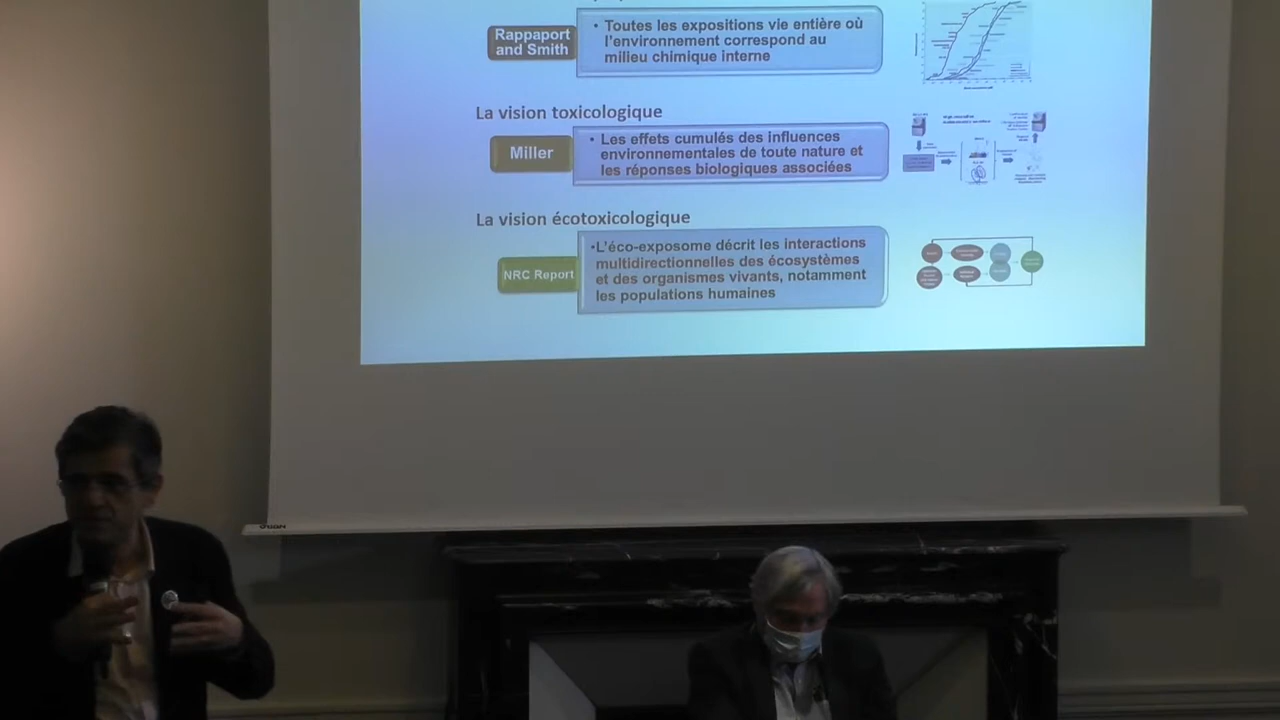 Rappaport
and Smith
• Toutes les expositions vie entière où
l'environnement correspond au
milieu chimique interne
La vision toxicologique
Miller
• Les effets cumulés des influences
environnementales de toute nature et
les réponses biologiques associées
La vision écotoxicologique
NRC Report
•L'éco-exposome décrit les interactions
multidirectionnelles des écosystèmes
et des organismes vivants, notamment
les populations humaines